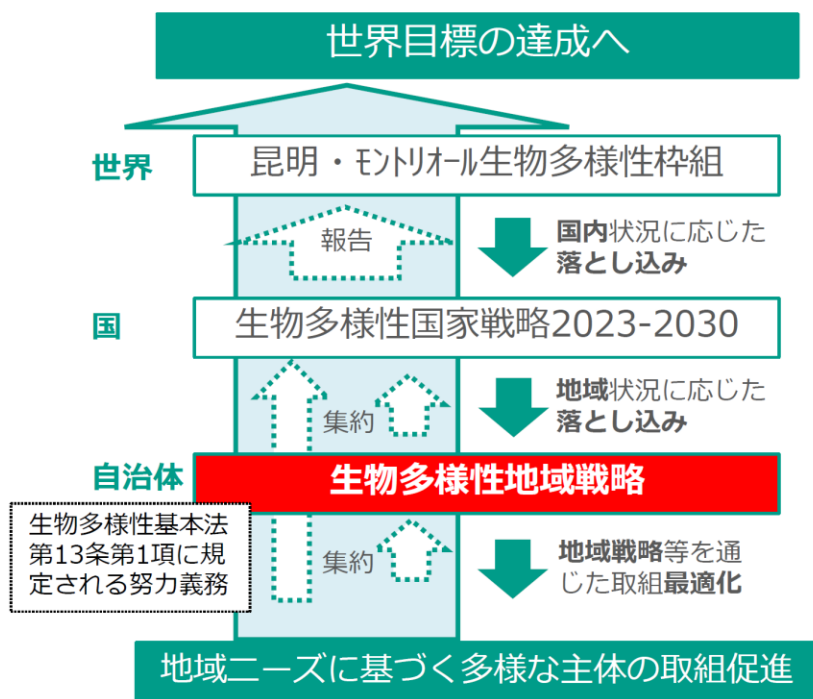 世界目標の達成へ
世界
昆明・ﾓﾝﾄﾘｵｰﾙ生物多様性枠組
報告
国内状況に応じた
落とし込み
国
生物多様性国家戦略2023-2030
集約
地域状況に応じた
落とし込み
自治体
生物多様性地域戦略
生物多様性基本法
第13条第1項に規
定される努力義務
集約
地域戦略等を通
じた取組最適化
地域ニーズに基づく多様な主体の取組促進